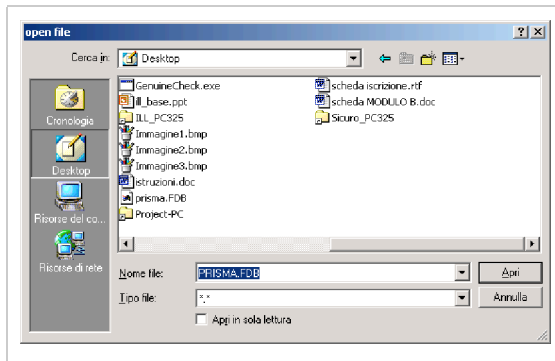 open file
Cerca in:
Desktop
Cronologia
Desktop
Risorse del co...
Risorse di rete
GenuineCheck.exe
ill_base.ppt
ILL_PC325
Immagine1.bmp
Immagine2.bmp
Immagine3.bmp
istruzioni.doc
prisma.FDB
Project-PC
scheda iscrizione.rtf
scheda MODULO B.doc
Sicuro_PC325
Nome file:
PRISMA.FDB
Apri
Tipo file:
*.*
Annulla
Apri in sola lettura